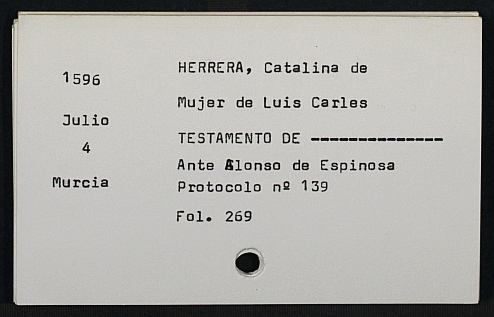 1596
Julio
4
Murcia
HERRERA, Catalina de
Mujer de Luis Carles
TESTAMENTO DE --------------
Ante Alonso de Espinosa
Protocolo nº 139
Fol. 269